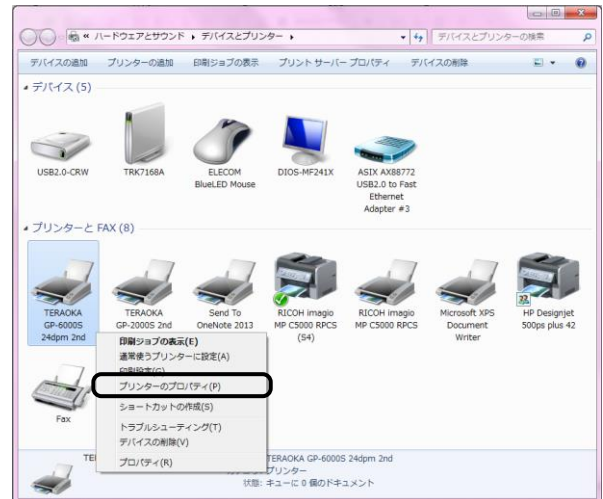 « ハードウェアとサウンド ▸ デバイスとプリンター ▸
デバイスとプリンターの検索
デバイスの追加 プリンターの追加 印刷ジョブの表示 プリント サーバー プロパティ デバイスの削除
デバイス (5)
USB2.0-CRW
TRK7168A
ELECOM
BlueLED Mouse
DIOS-MF241X
ASIX AX88772
USB2.0 to Fast
Ethernet
Adapter #3
プリンターと FAX (8)
TERAOKA
GP-6000S
24dpm 2nd
TERAOKA
GP-2000S 2nd
Send To
OneNote 2013
RICOH imagio
MP C5000 RPCS
(S4)
RICOH imagio
MP C5000 RPCS
Microsoft XPS
Document
Writer
HP Designjet
500ps plus 42
Fax
印刷ジョブの表示(E)
通常使うプリンターに設定(A)
印刷設定(G)
プリンターのプロパティ(P)
ショートカットの作成(S)
トラブルシューティング(T)
デバイスの削除(V)
プロパティ(R)
TERAOKA GP-6000S 24dpm 2nd
プリンター
状態: キューに 0 個のドキュメント